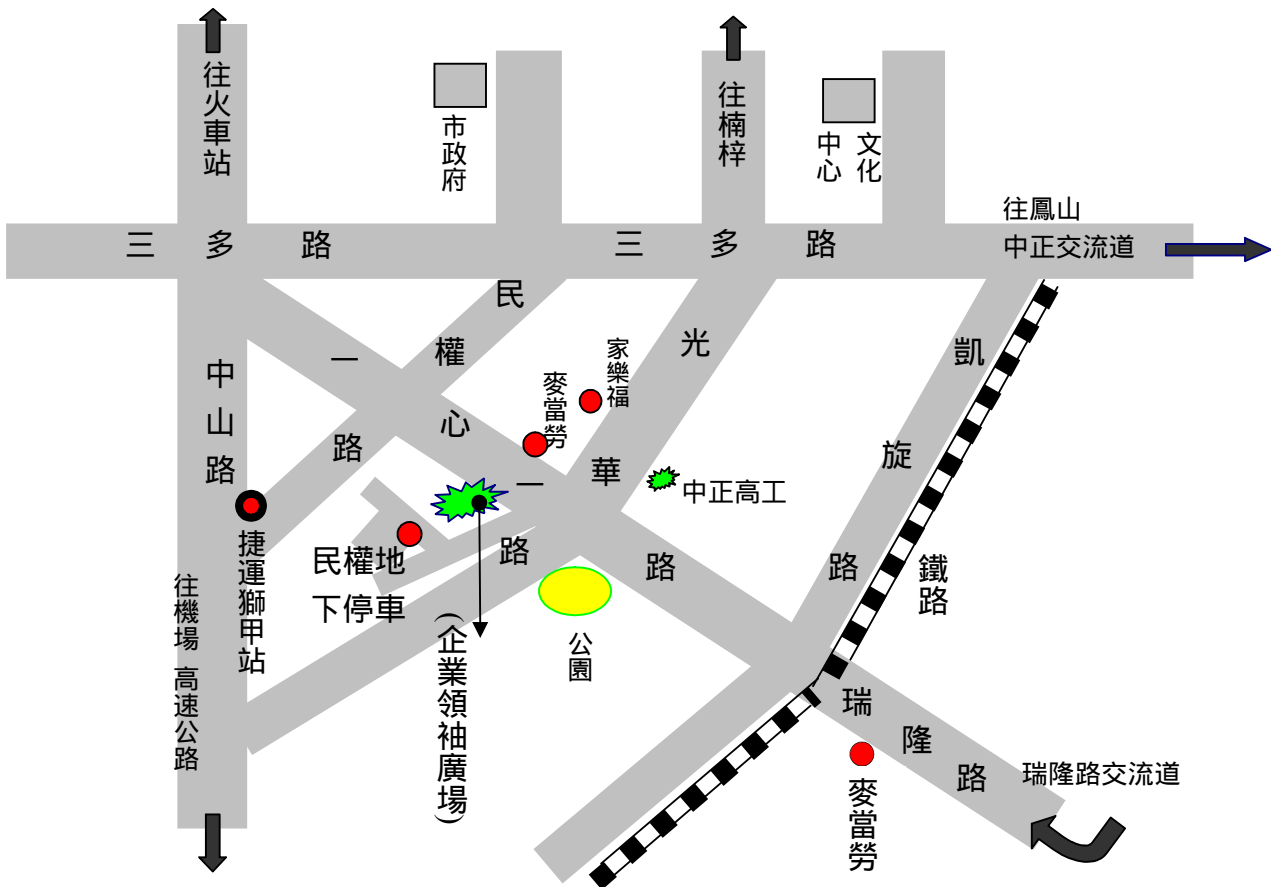 往火車站
市政府
往楠梓
文化
中心
往鳳山
中正交流道
三多路
三多路
民權路
一心一路
光華路
凱旋路
中山路
家樂福
麥當勞
中正高工
捷運獅甲站
民權地
下停車
鐵路
往機場 高速公路
(企業領袖廣場)
公園
瑞隆路
瑞隆路交流道
麥當勞